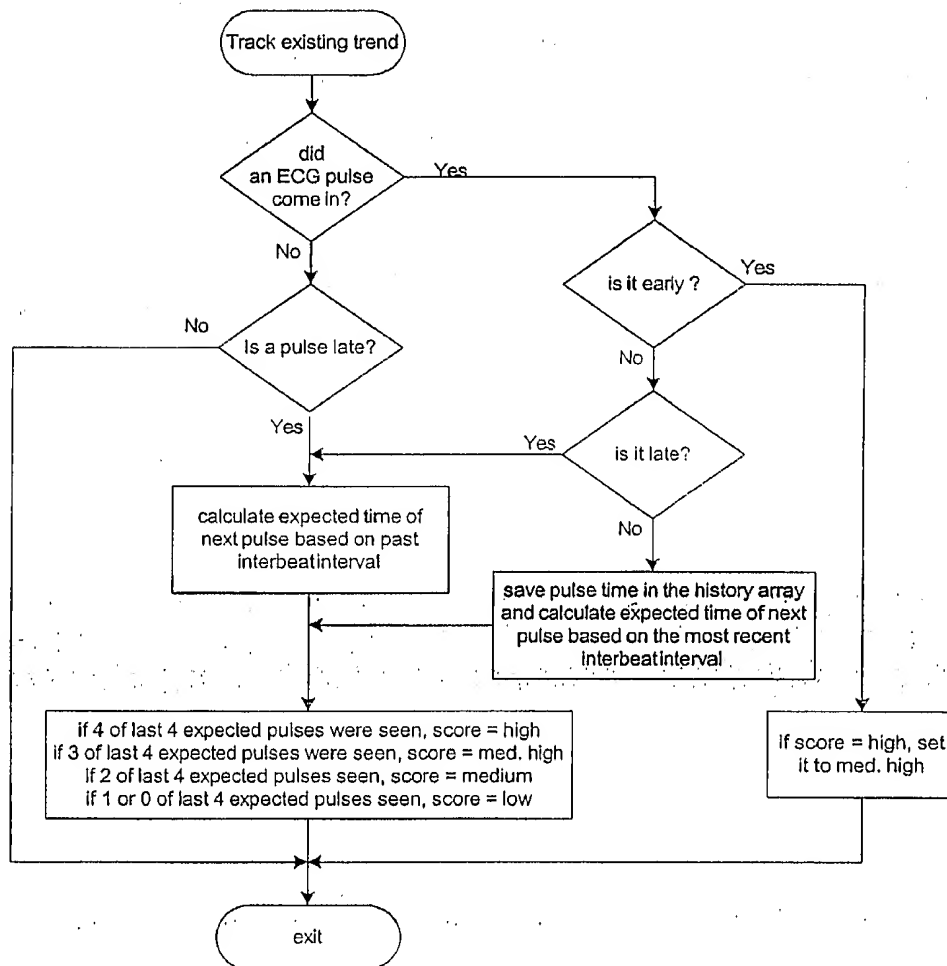 Track existing trend
did
an ECG pulse
come in?
Yes
No
is it early ?
Yes
No
Is a pulse late?
No
Yes
Yes
is it late?
No
calculate expected time of
next pulse based on past
interbeat interval
save pulse time in the history array
and calculate expected time of next
pulse based on the most recent
interbeat interval
if 4 of last 4 expected pulses were seen, score = high
if 3 of last 4 expected pulses were seen, score = med. high
if 2 of last 4 expected pulses seen, score = medium
if 1 or 0 of last 4 expected pulses seen, score = low
if score = high, set
it to med. high
exit